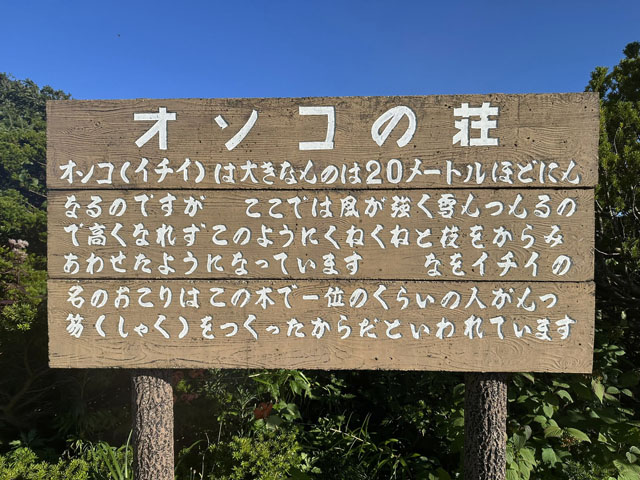 オンコの荘
オンコ(イチイ)は大きなものは20メートルほどにも
なるのですが　ここでは風が強く雪もつもるの
で高くなれずこのようにくねくねと枝をからみ
あわせたようになっています　なをイチイの
名のおこりはこの木で一位のくらいの人がもつ
笏(しゃく)をつくったからだといわれています